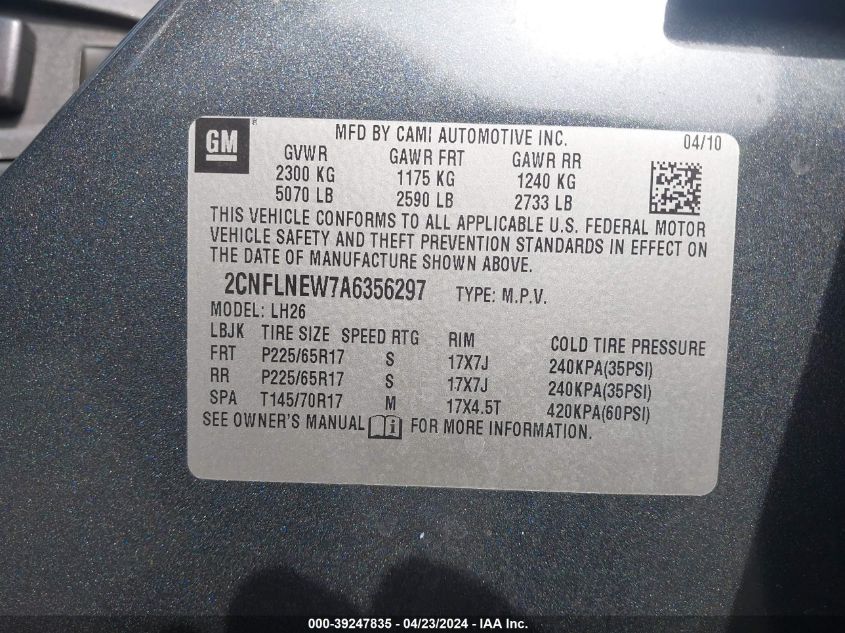 GM
MFD BY CAMI AUTOMOTIVE INC. 04/10
GVWR GAWR FRT GAWR RR
2300 KG 1175 KG 1240 KG
5070 LB 2590 LB 2733 LB
THIS VEHICLE CONFORMS TO ALL APPLICABLE U.S. FEDERAL MOTOR
VEHICLE SAFETY AND THEFT PREVENTION STANDARDS IN EFFECT ON
THE DATE OF MANUFACTURE SHOWN ABOVE.
2CNFLNEW7A6356297 TYPE: M.P.V.
MODEL: LH26
LBJK TIRE SIZE SPEED RTG RIM COLD TIRE PRESSURE
FRT P225/65R17 S 17X7J 240KPA(35PSI)
RR P225/65R17 S 17X7J 240KPA(35PSI)
SPA T145/70R17 M 17X4.5T 420KPA(60PSI)
SEE OWNER'S MANUAL i FOR MORE INFORMATION.
000-39247835 - 04/23/2024 - IAA Inc.